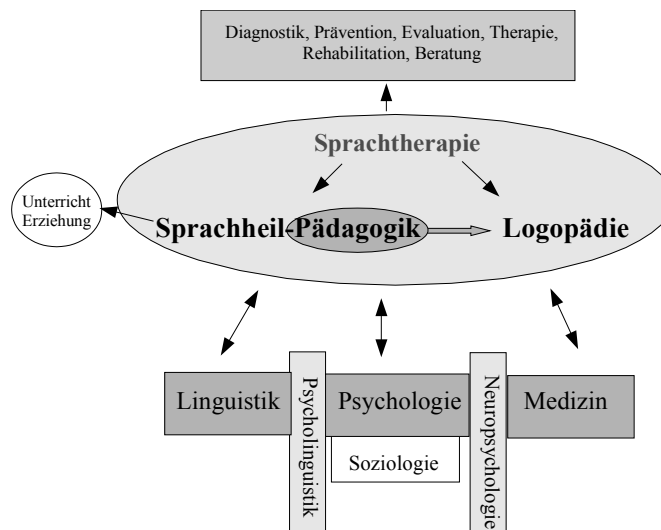 Diagnostik, Prävention, Evaluation, Therapie,
Rehabilitation, Beratung
Sprachtherapie
Unterricht
Erziehung
Sprachheil-Pädagogik
Logopädie
Linguistik
Psycholinguistik
Psychologie
Soziologie
Neuropsychologie
Medizin